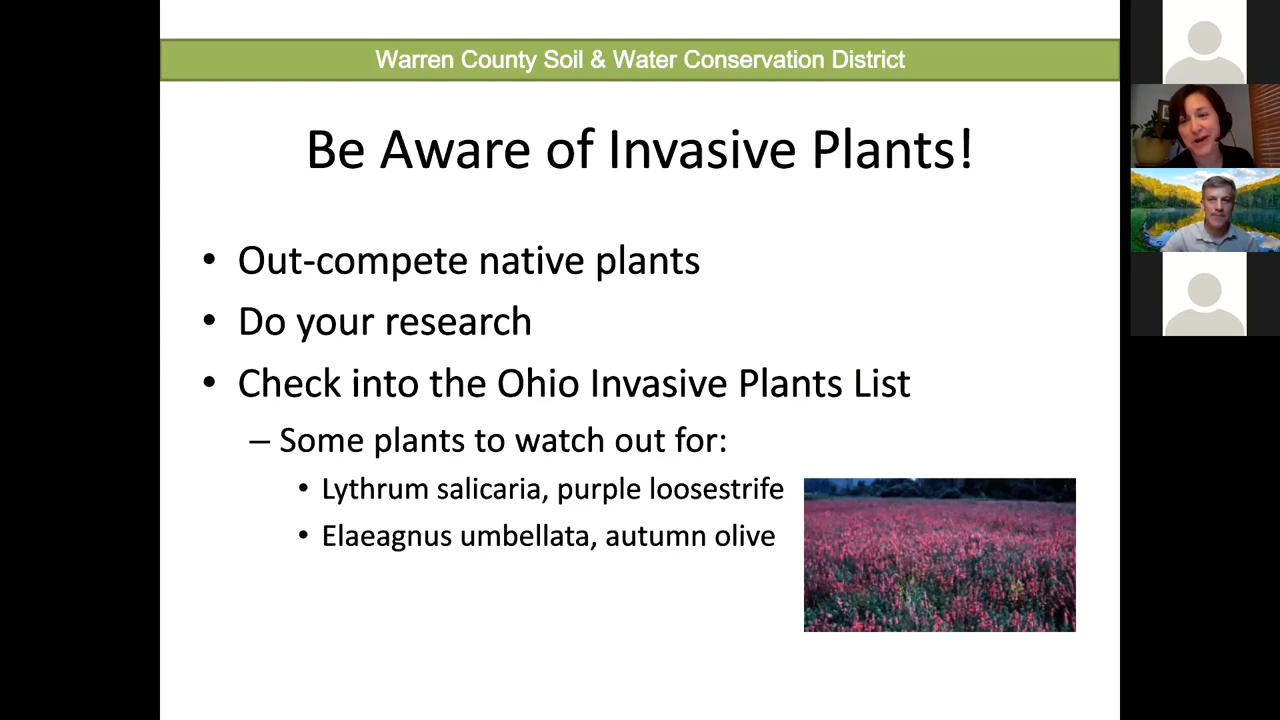 Warren County Soil & Water Conservation District
Be Aware of Invasive Plants!
• Out-compete native plants
• Do your research
• Check into the Ohio Invasive Plants List
– Some plants to watch out for:
• Lythrum salicaria, purple loosestrife
• Elaeagnus umbellata, autumn olive